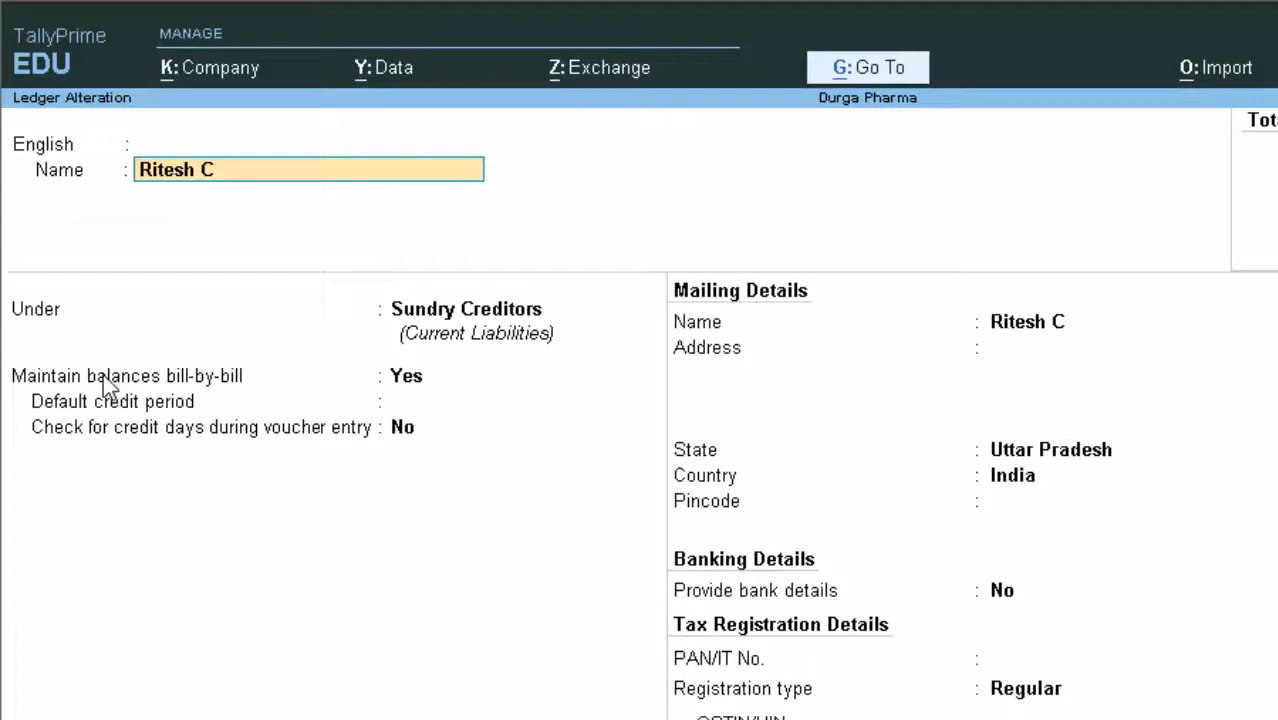 TallyPrime
EDU
MANAGE
K: Company
Y: Data
Z: Exchange
G: Go To
O: Import
Ledger Alteration
Durga Pharma
English :
Name : Ritesh C
Under : Sundry Creditors
(Current Liabilities)
Maintain balances bill-by-bill : Yes
Default credit period :
Check for credit days during voucher entry : No
Mailing Details
Name : Ritesh C
Address :
State : Uttar Pradesh
Country : India
Pincode :
Banking Details
Provide bank details : No
Tax Registration Details
PAN/IT No. :
Registration type : Regular